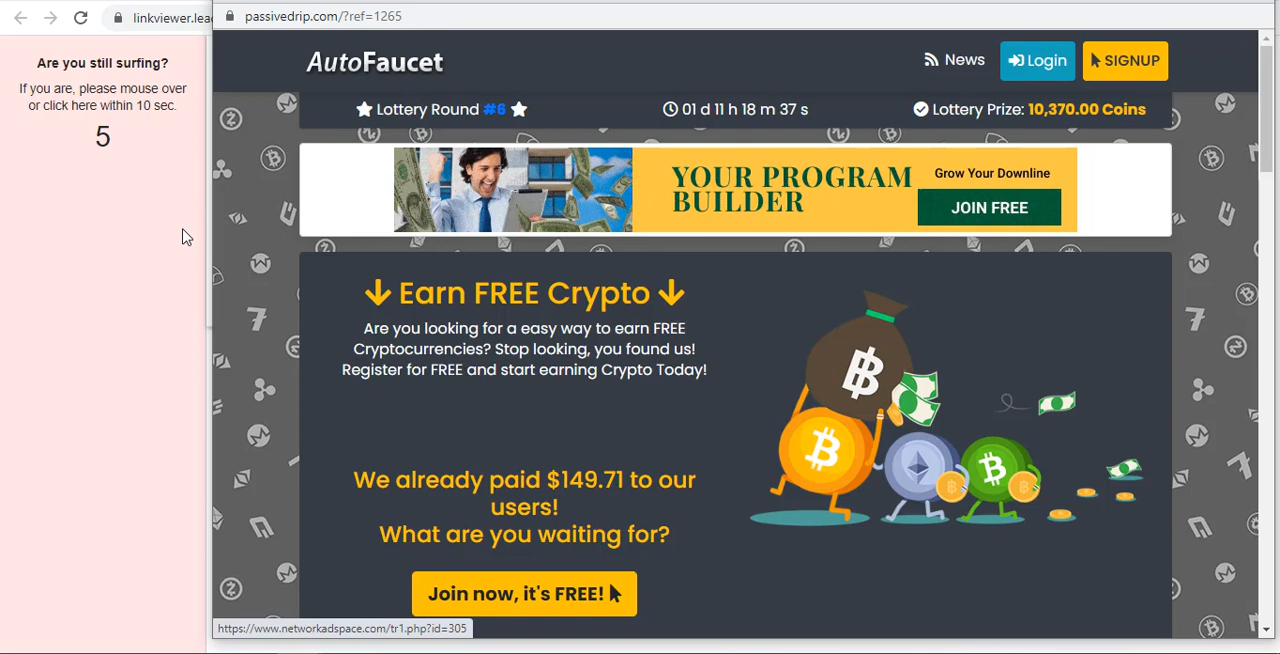 linkviewer.lea
passivedrip.com/?ref=1265
Are you still surfing?
If you are, please mouse over
or click here within 10 sec.
5
AutoFaucet
News
Login
SIGNUP
Lottery Round #6
01 d 11 h 18 m 37 s
Lottery Prize: 10,370.00 Coins
YOUR PROGRAM
BUILDER
Grow Your Downline
JOIN FREE
Earn FREE Crypto
Are you looking for a easy way to earn FREE
Cryptocurrencies? Stop looking, you found us!
Register for FREE and start earning Crypto Today!
We already paid $149.71 to our
users!
What are you waiting for?
Join now, it's FREE!
https://www.networkadspace.com/tr1.php?id=305